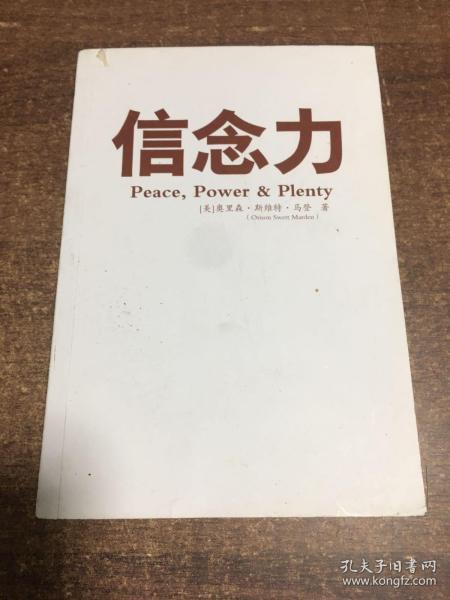 信念力
Peace, Power & Plenty
[美]奥里森·斯维特·马登 著
(Orison Swett Marden)
孔夫子旧书网
www.kongfz.com